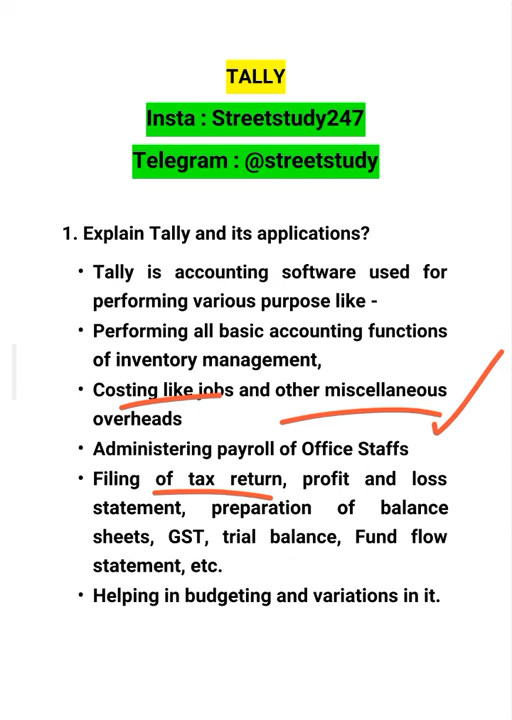 TALLY
Insta : Streetstudy247
Telegram : @streetstudy
1. Explain Tally and its applications?
• Tally is accounting software used for
performing various purpose like -
• Performing all basic accounting functions
of inventory management,
• Costing like jobs and other miscellaneous
overheads
• Administering payroll of Office Staffs
• Filing of tax return, profit and loss
statement, preparation of balance
sheets, GST, trial balance, Fund flow
statement, etc.
• Helping in budgeting and variations in it.